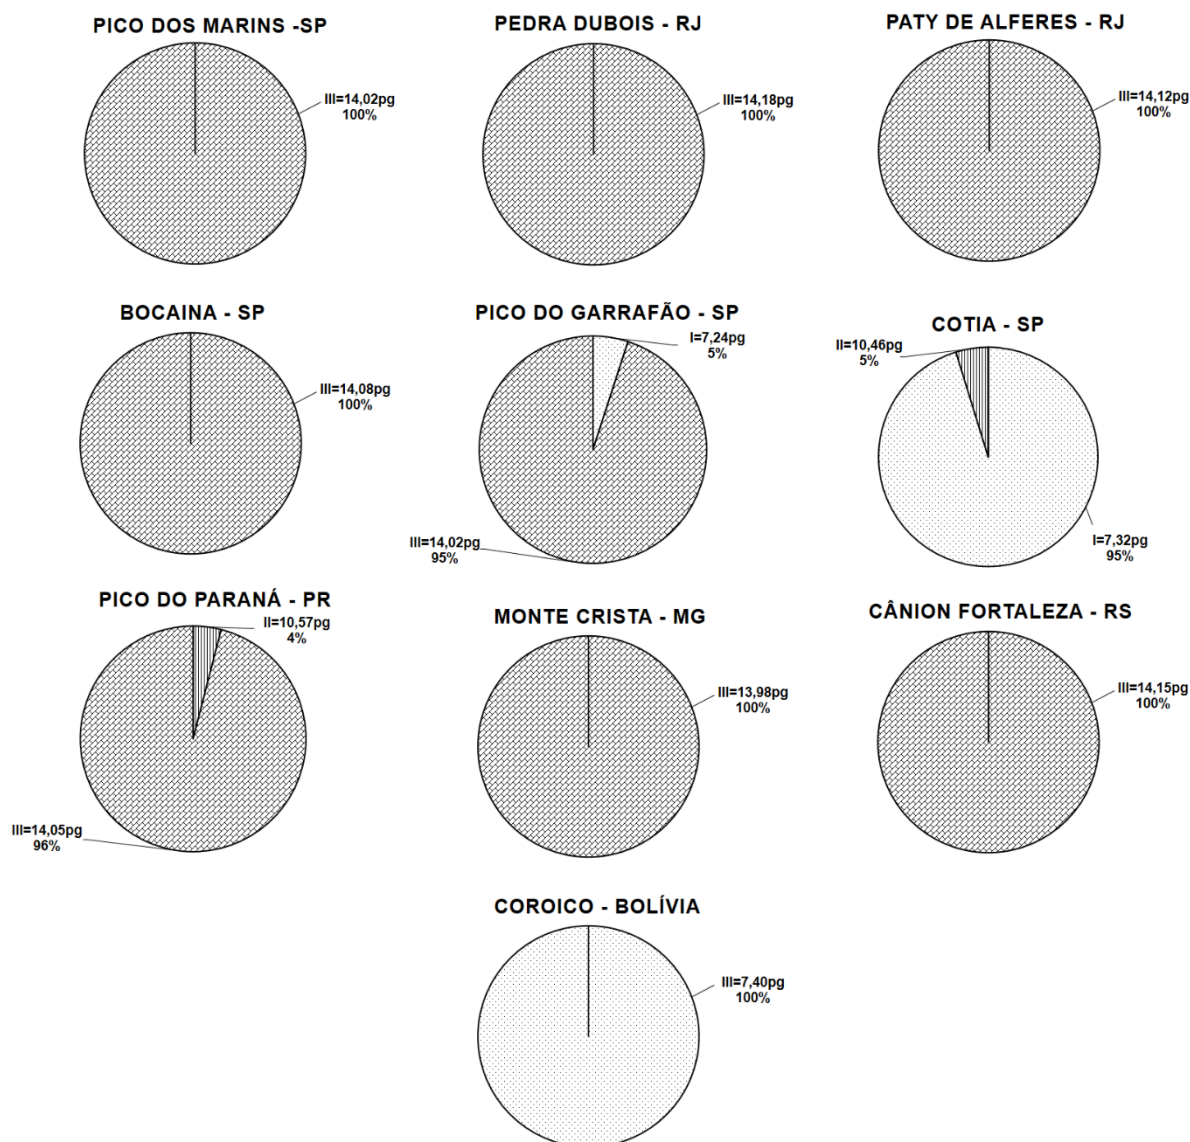 PICO DOS MARINS -SP
III=14,02pg
100%
PEDRA DUBOIS - RJ
III=14,18pg
100%
PATY DE ALFERES - RJ
III=14,12pg
100%
BOCAINA - SP
III=14,08pg
100%
PICO DO GARRAFÃO - SP
I=7,24pg
5%
III=14,02pg
95%
COTIA - SP
II=10,46pg
5%
I=7,32pg
95%
PICO DO PARANÁ - PR
II=10,57pg
4%
III=14,05pg
96%
MONTE CRISTA - MG
III=13,98pg
100%
CÂNION FORTALEZA - RS
III=14,15pg
100%
COROICO - BOLÍVIA
III=7,40pg
100%